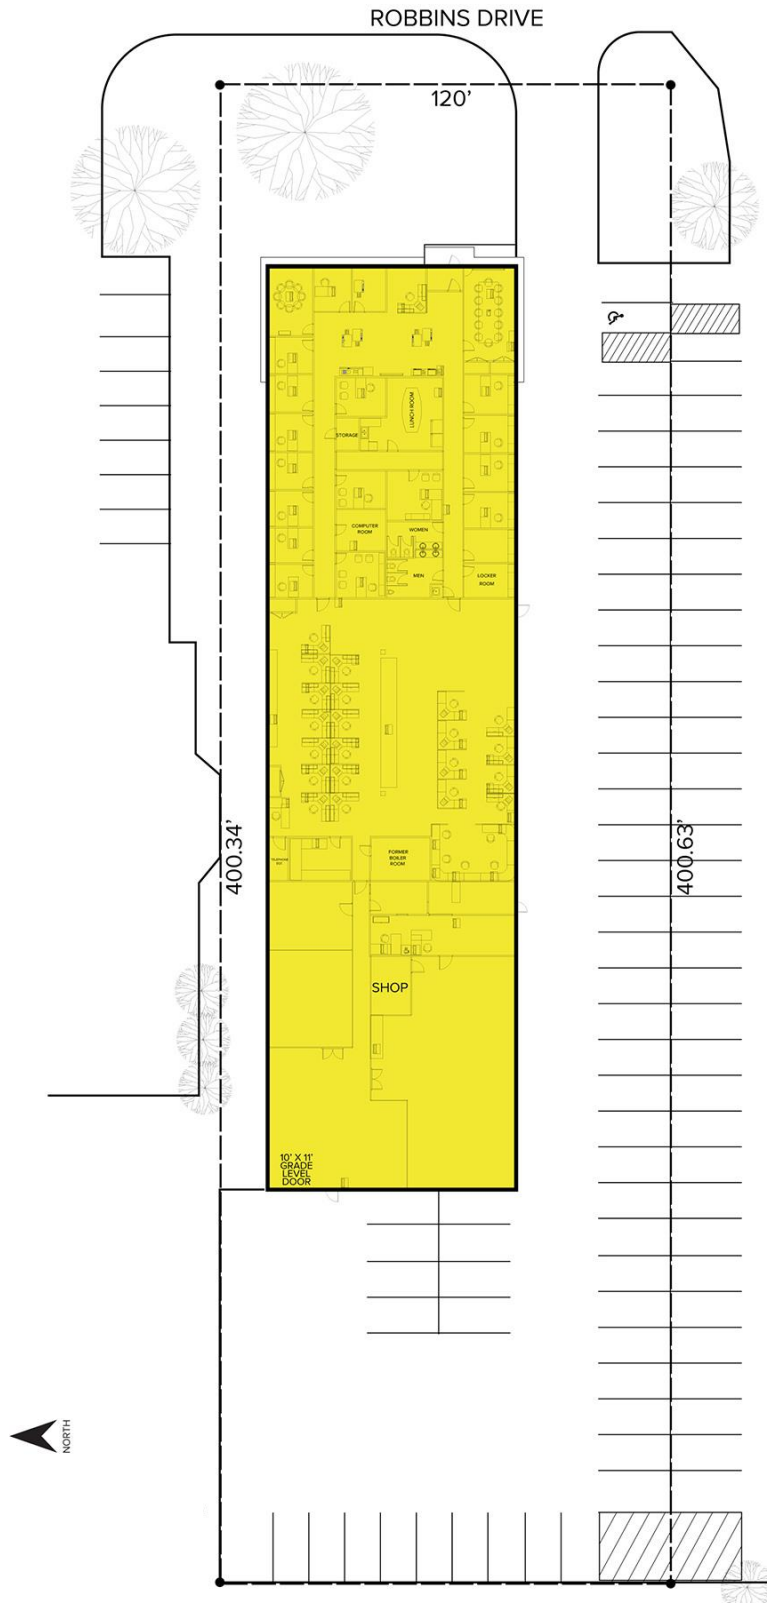 ROBBINS DRIVE
120'
LUNCH ROOM
STORAGE
COMPUTER
ROOM
WOMEN
MEN
LOCKER
ROOM
400.34'
400.63'
FORMER
BOILER
ROOM
SHOP
10' X 11'
GRADE
LEVEL
DOOR
NORTH